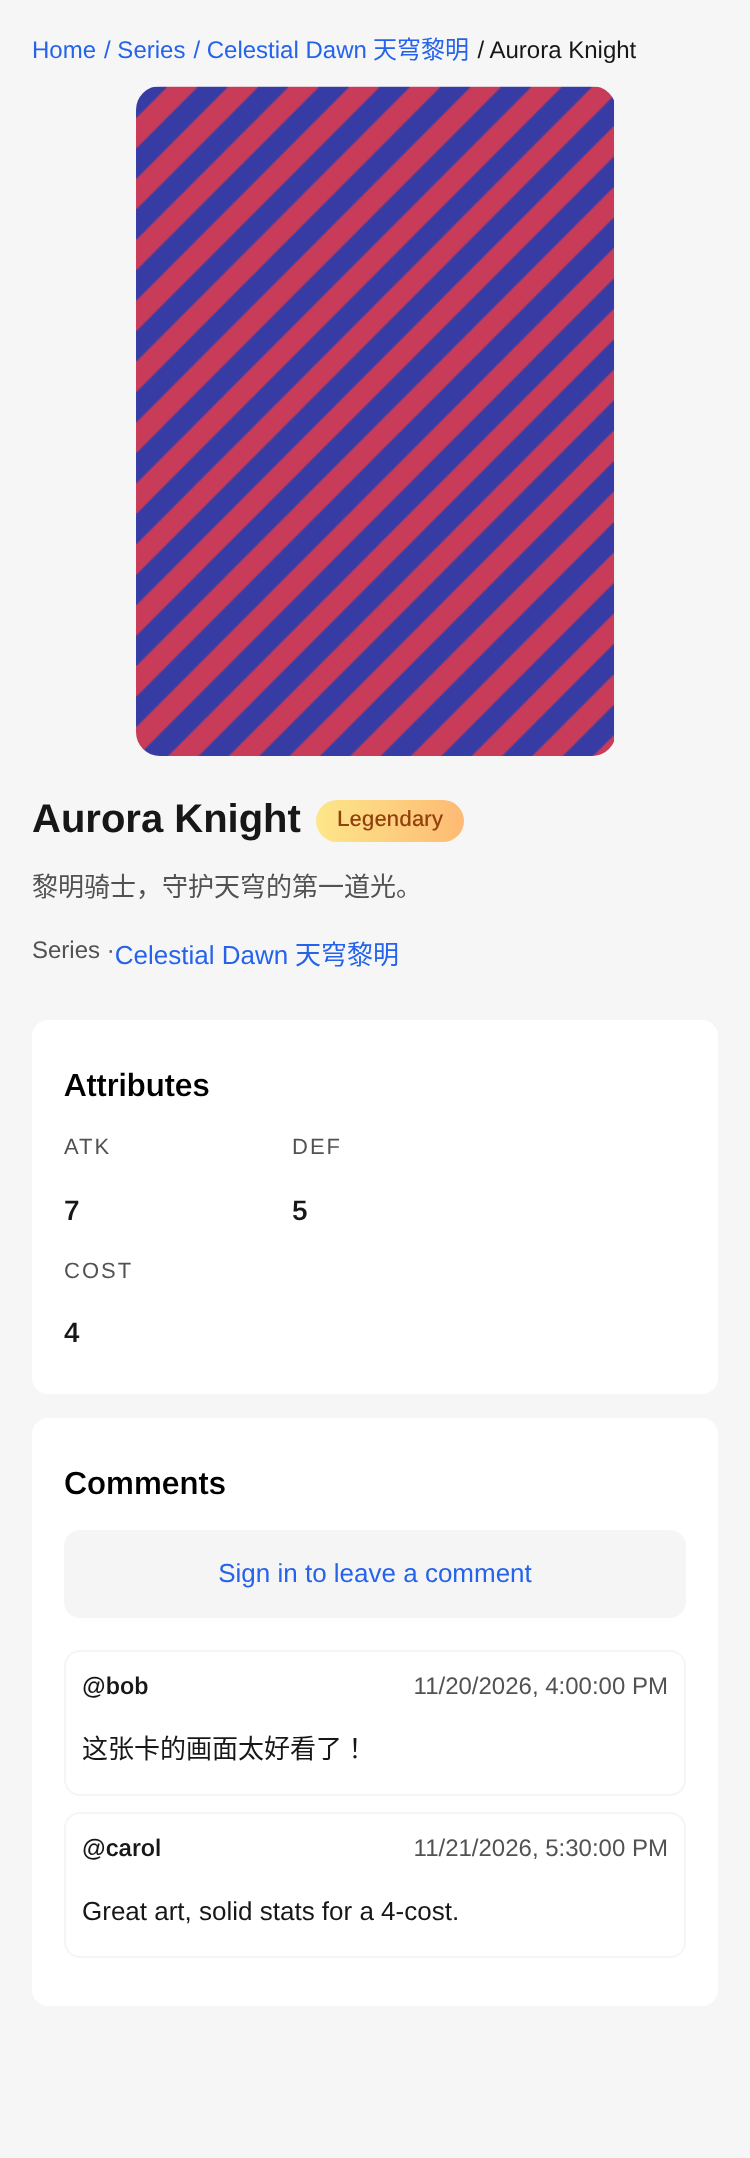 Home / Series / Celestial Dawn 天穹黎明 / Aurora Knight
Aurora Knight
Legendary
黎明骑士，守护天穹的第一道光。
Series ·Celestial Dawn 天穹黎明
Attributes
ATK
DEF
7
5
COST
4
Comments
Sign in to leave a comment
@bob
11/20/2026, 4:00:00 PM
这张卡的画面太好看了！
@carol
11/21/2026, 5:30:00 PM
Great art, solid stats for a 4-cost.